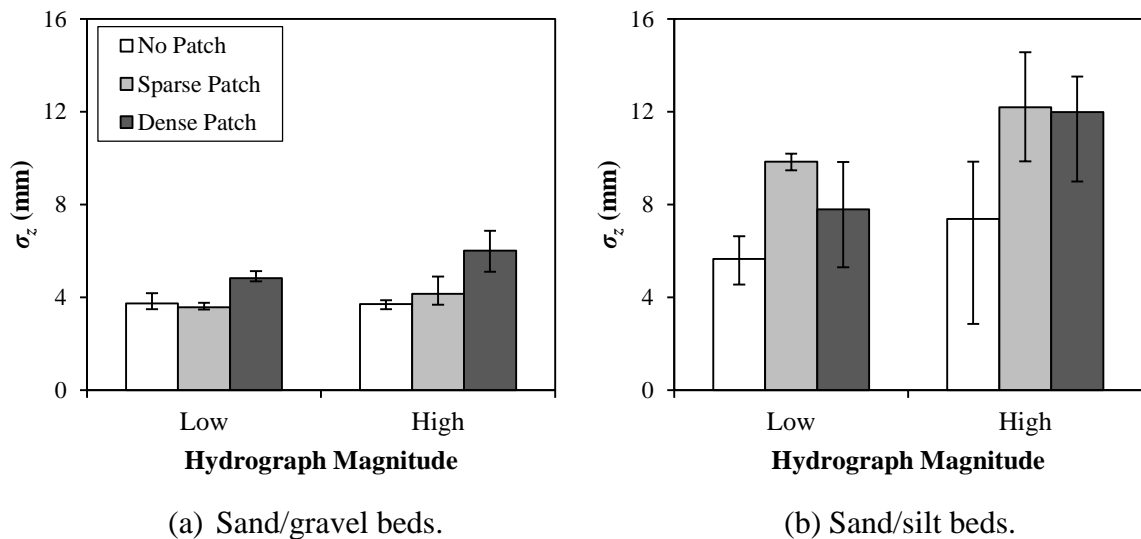 16
12
8
4
0
σz (mm)
No Patch
Sparse Patch
Dense Patch
Low
High
Hydrograph Magnitude
(a) Sand/gravel beds.
16
12
8
4
0
σz (mm)
Low
High
Hydrograph Magnitude
(b) Sand/silt beds.